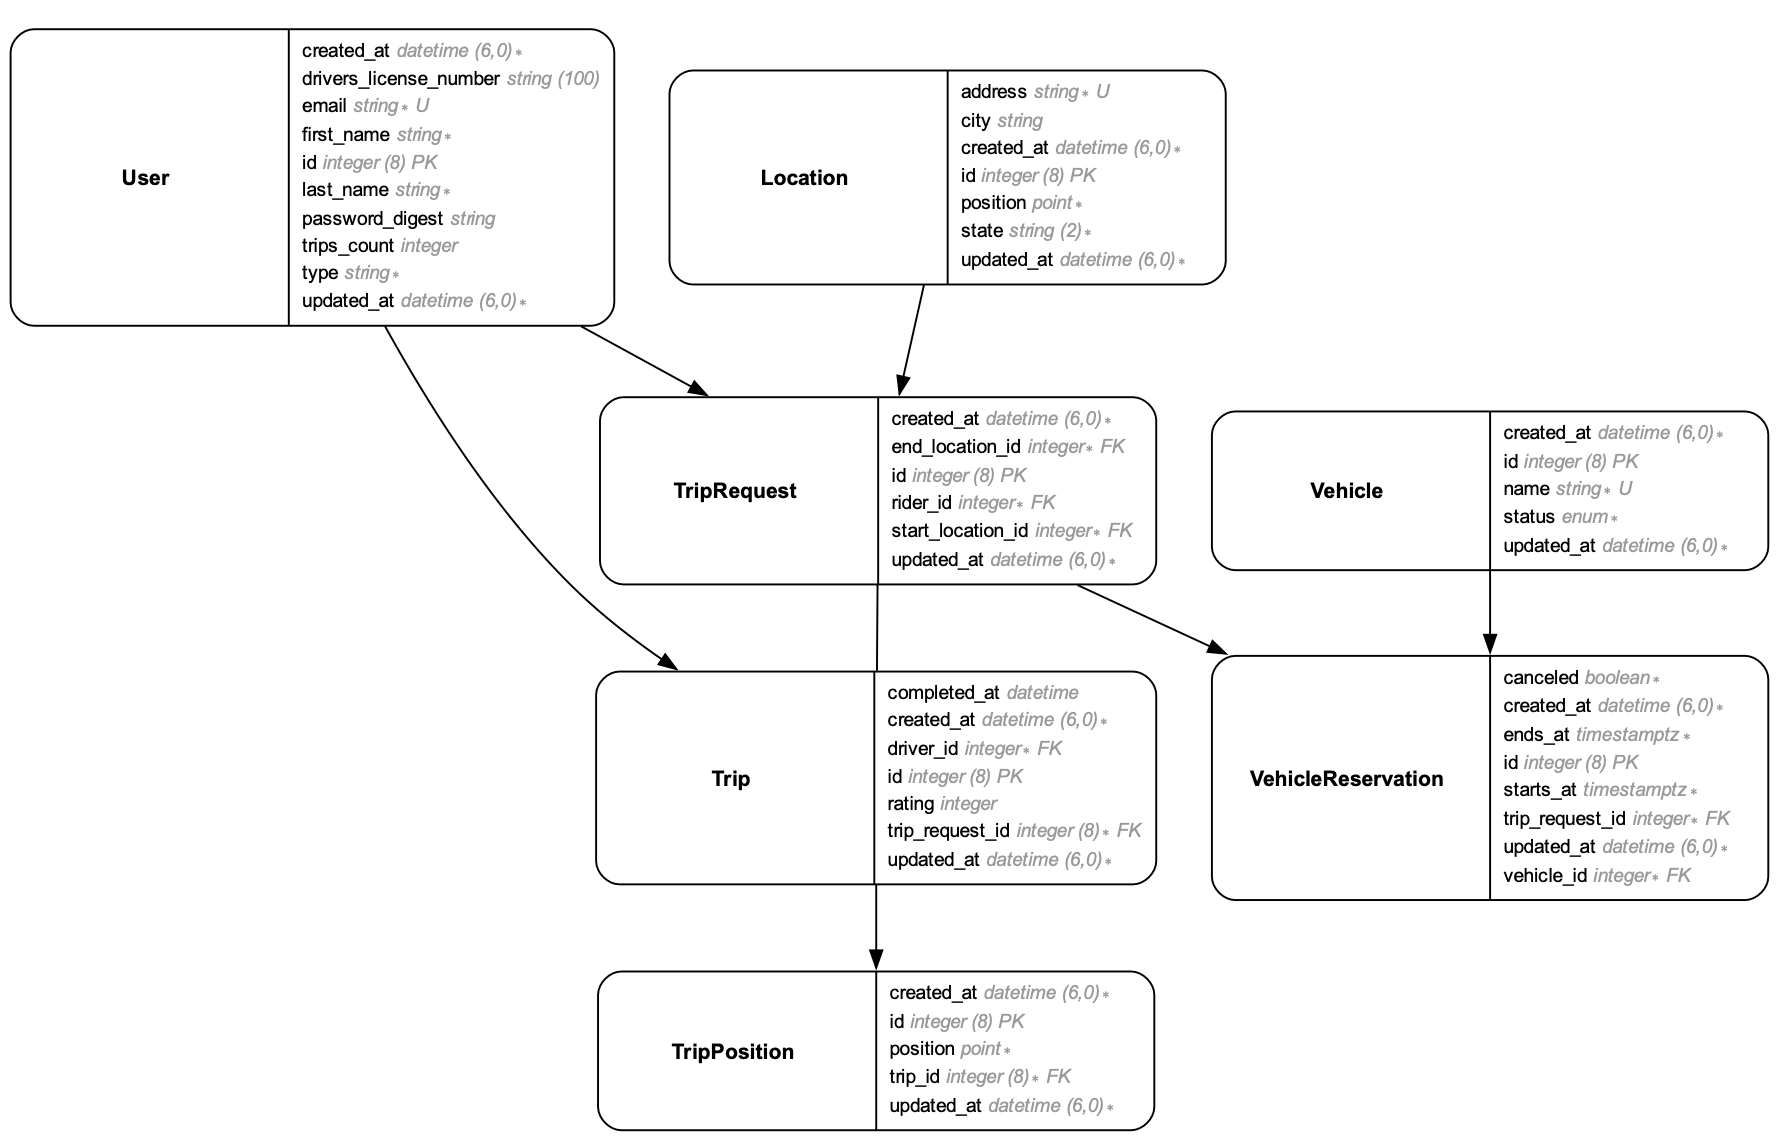 User
created_at datetime (6,0) *
drivers_license_number string (100)
email string * U
first_name string *
id integer (8) PK
last_name string *
password_digest string
trips_count integer
type string *
updated_at datetime (6,0) *
Location
address string * U
city string
created_at datetime (6,0) *
id integer (8) PK
position point *
state string (2) *
updated_at datetime (6,0) *
TripRequest
created_at datetime (6,0) *
end_location_id integer * FK
id integer (8) PK
rider_id integer * FK
start_location_id integer * FK
updated_at datetime (6,0) *
Vehicle
created_at datetime (6,0) *
id integer (8) PK
name string * U
status enum *
updated_at datetime (6,0) *
Trip
completed_at datetime
created_at datetime (6,0) *
driver_id integer * FK
id integer (8) PK
rating integer
trip_request_id integer (8) * FK
updated_at datetime (6,0) *
VehicleReservation
canceled boolean *
created_at datetime (6,0) *
ends_at timestamptz *
id integer (8) PK
starts_at timestamptz *
trip_request_id integer * FK
updated_at datetime (6,0) *
vehicle_id integer * FK
TripPosition
created_at datetime (6,0) *
id integer (8) PK
position point *
trip_id integer (8) * FK
updated_at datetime (6,0) *